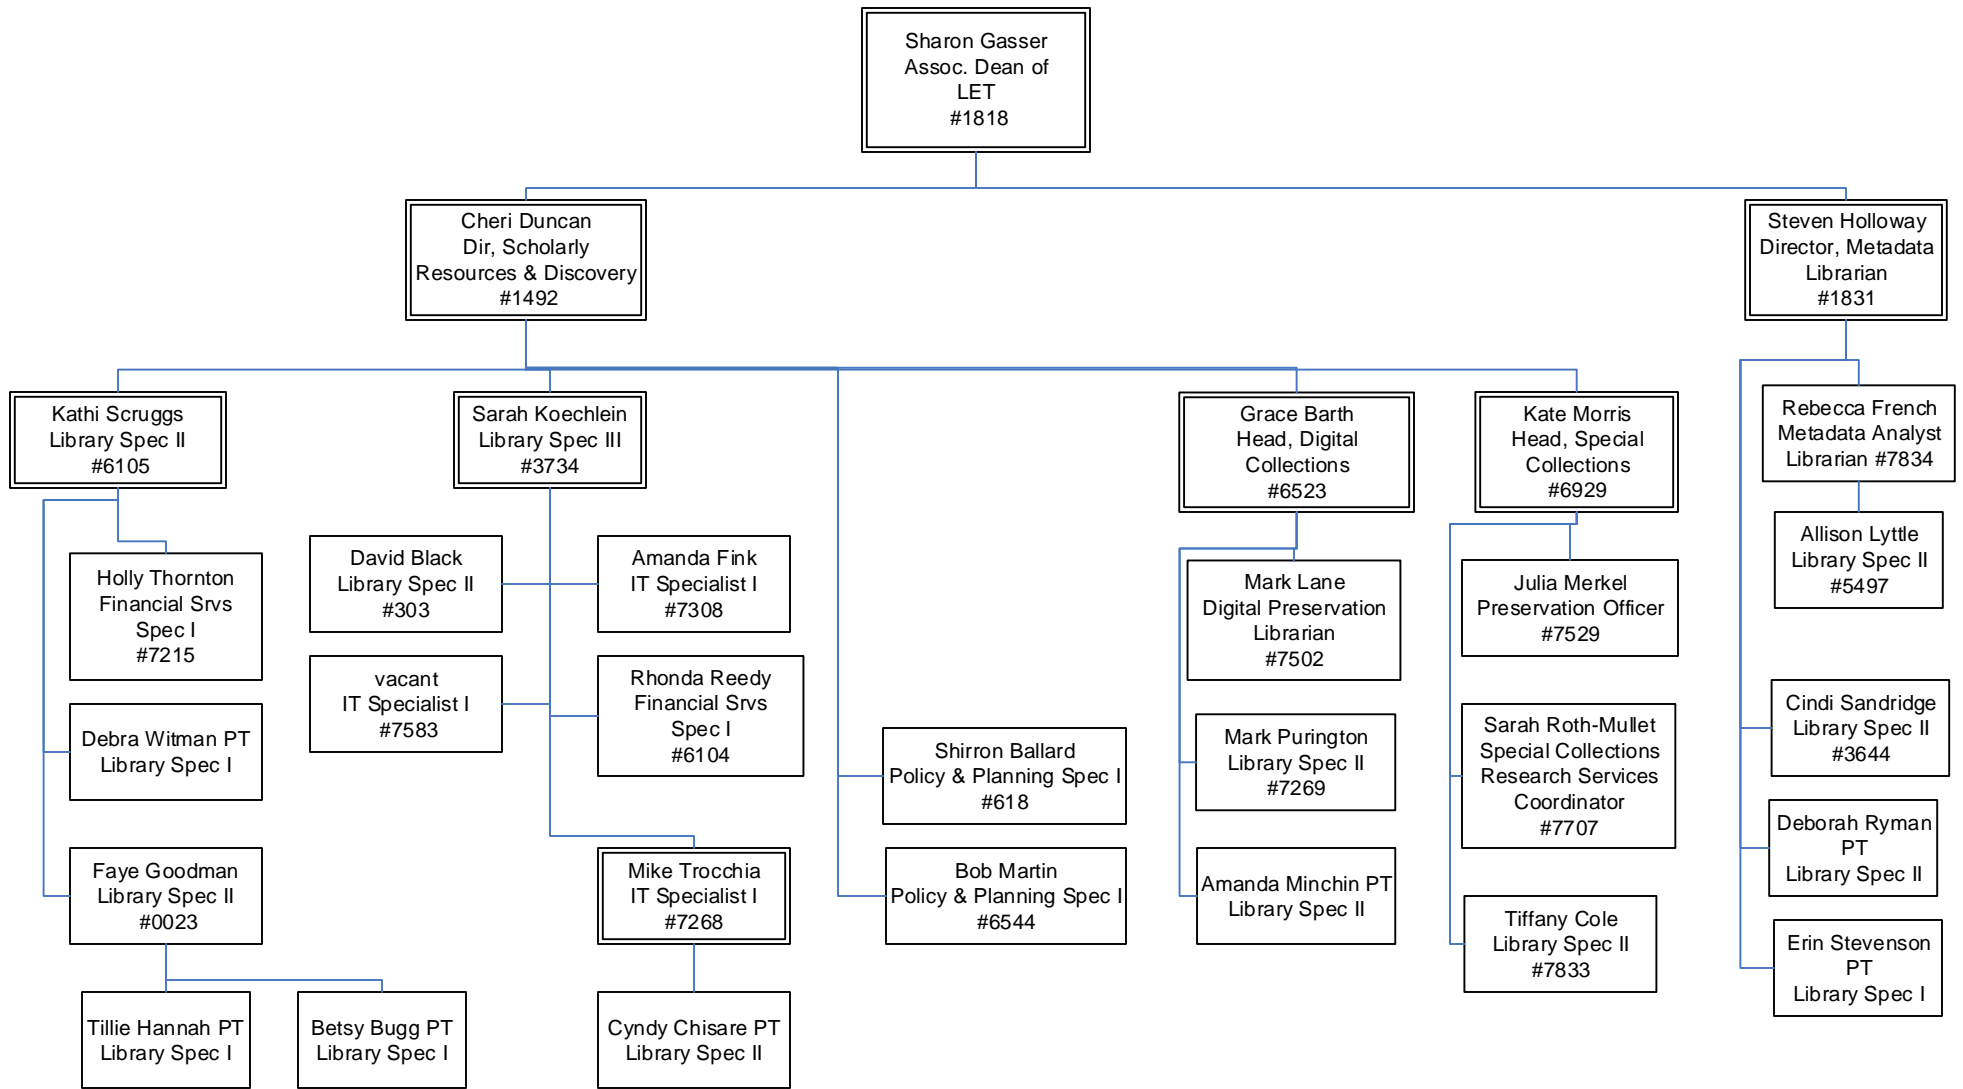 Sharon Gasser
Assoc. Dean of
LET
#1818
Cheri Duncan
Dir, Scholarly
Resources & Discovery
#1492
Steven Holloway
Director, Metadata
Librarian
#1831
Kathi Scruggs
Library Spec II
#6105
Sarah Koechlein
Library Spec III
#3734
Grace Barth
Head, Digital
Collections
#6523
Kate Morris
Head, Special
Collections
#6929
Rebecca French
Metadata Analyst
Librarian #7834
Allison Lyttle
Library Spec II
#5497
Holly Thornton
Financial Srvs
Spec I
#7215
David Black
Library Spec II
#303
Amanda Fink
IT Specialist I
#7308
Mark Lane
Digital Preservation
Librarian
#7502
Julia Merkel
Preservation Officer
#7529
vacant
IT Specialist I
#7583
Rhonda Reedy
Financial Srvs
Spec I
#6104
Debra Witman PT
Library Spec I
Shirron Ballard
Policy & Planning Spec I
#618
Mark Purington
Library Spec II
#7269
Sarah Roth-Mullet
Special Collections
Research Services
Coordinator
#7707
Cindi Sandridge
Library Spec II
#3644
Deborah Ryman
PT
Library Spec II
Faye Goodman
Library Spec II
#0023
Mike Trocchia
IT Specialist I
#7268
Bob Martin
Policy & Planning Spec I
#6544
Amanda Minchin PT
Library Spec II
Tiffany Cole
Library Spec II
#7833
Erin Stevenson
PT
Library Spec I
Tillie Hannah PT
Library Spec I
Betsy Bugg PT
Library Spec I
Cyndy Chisare PT
Library Spec II